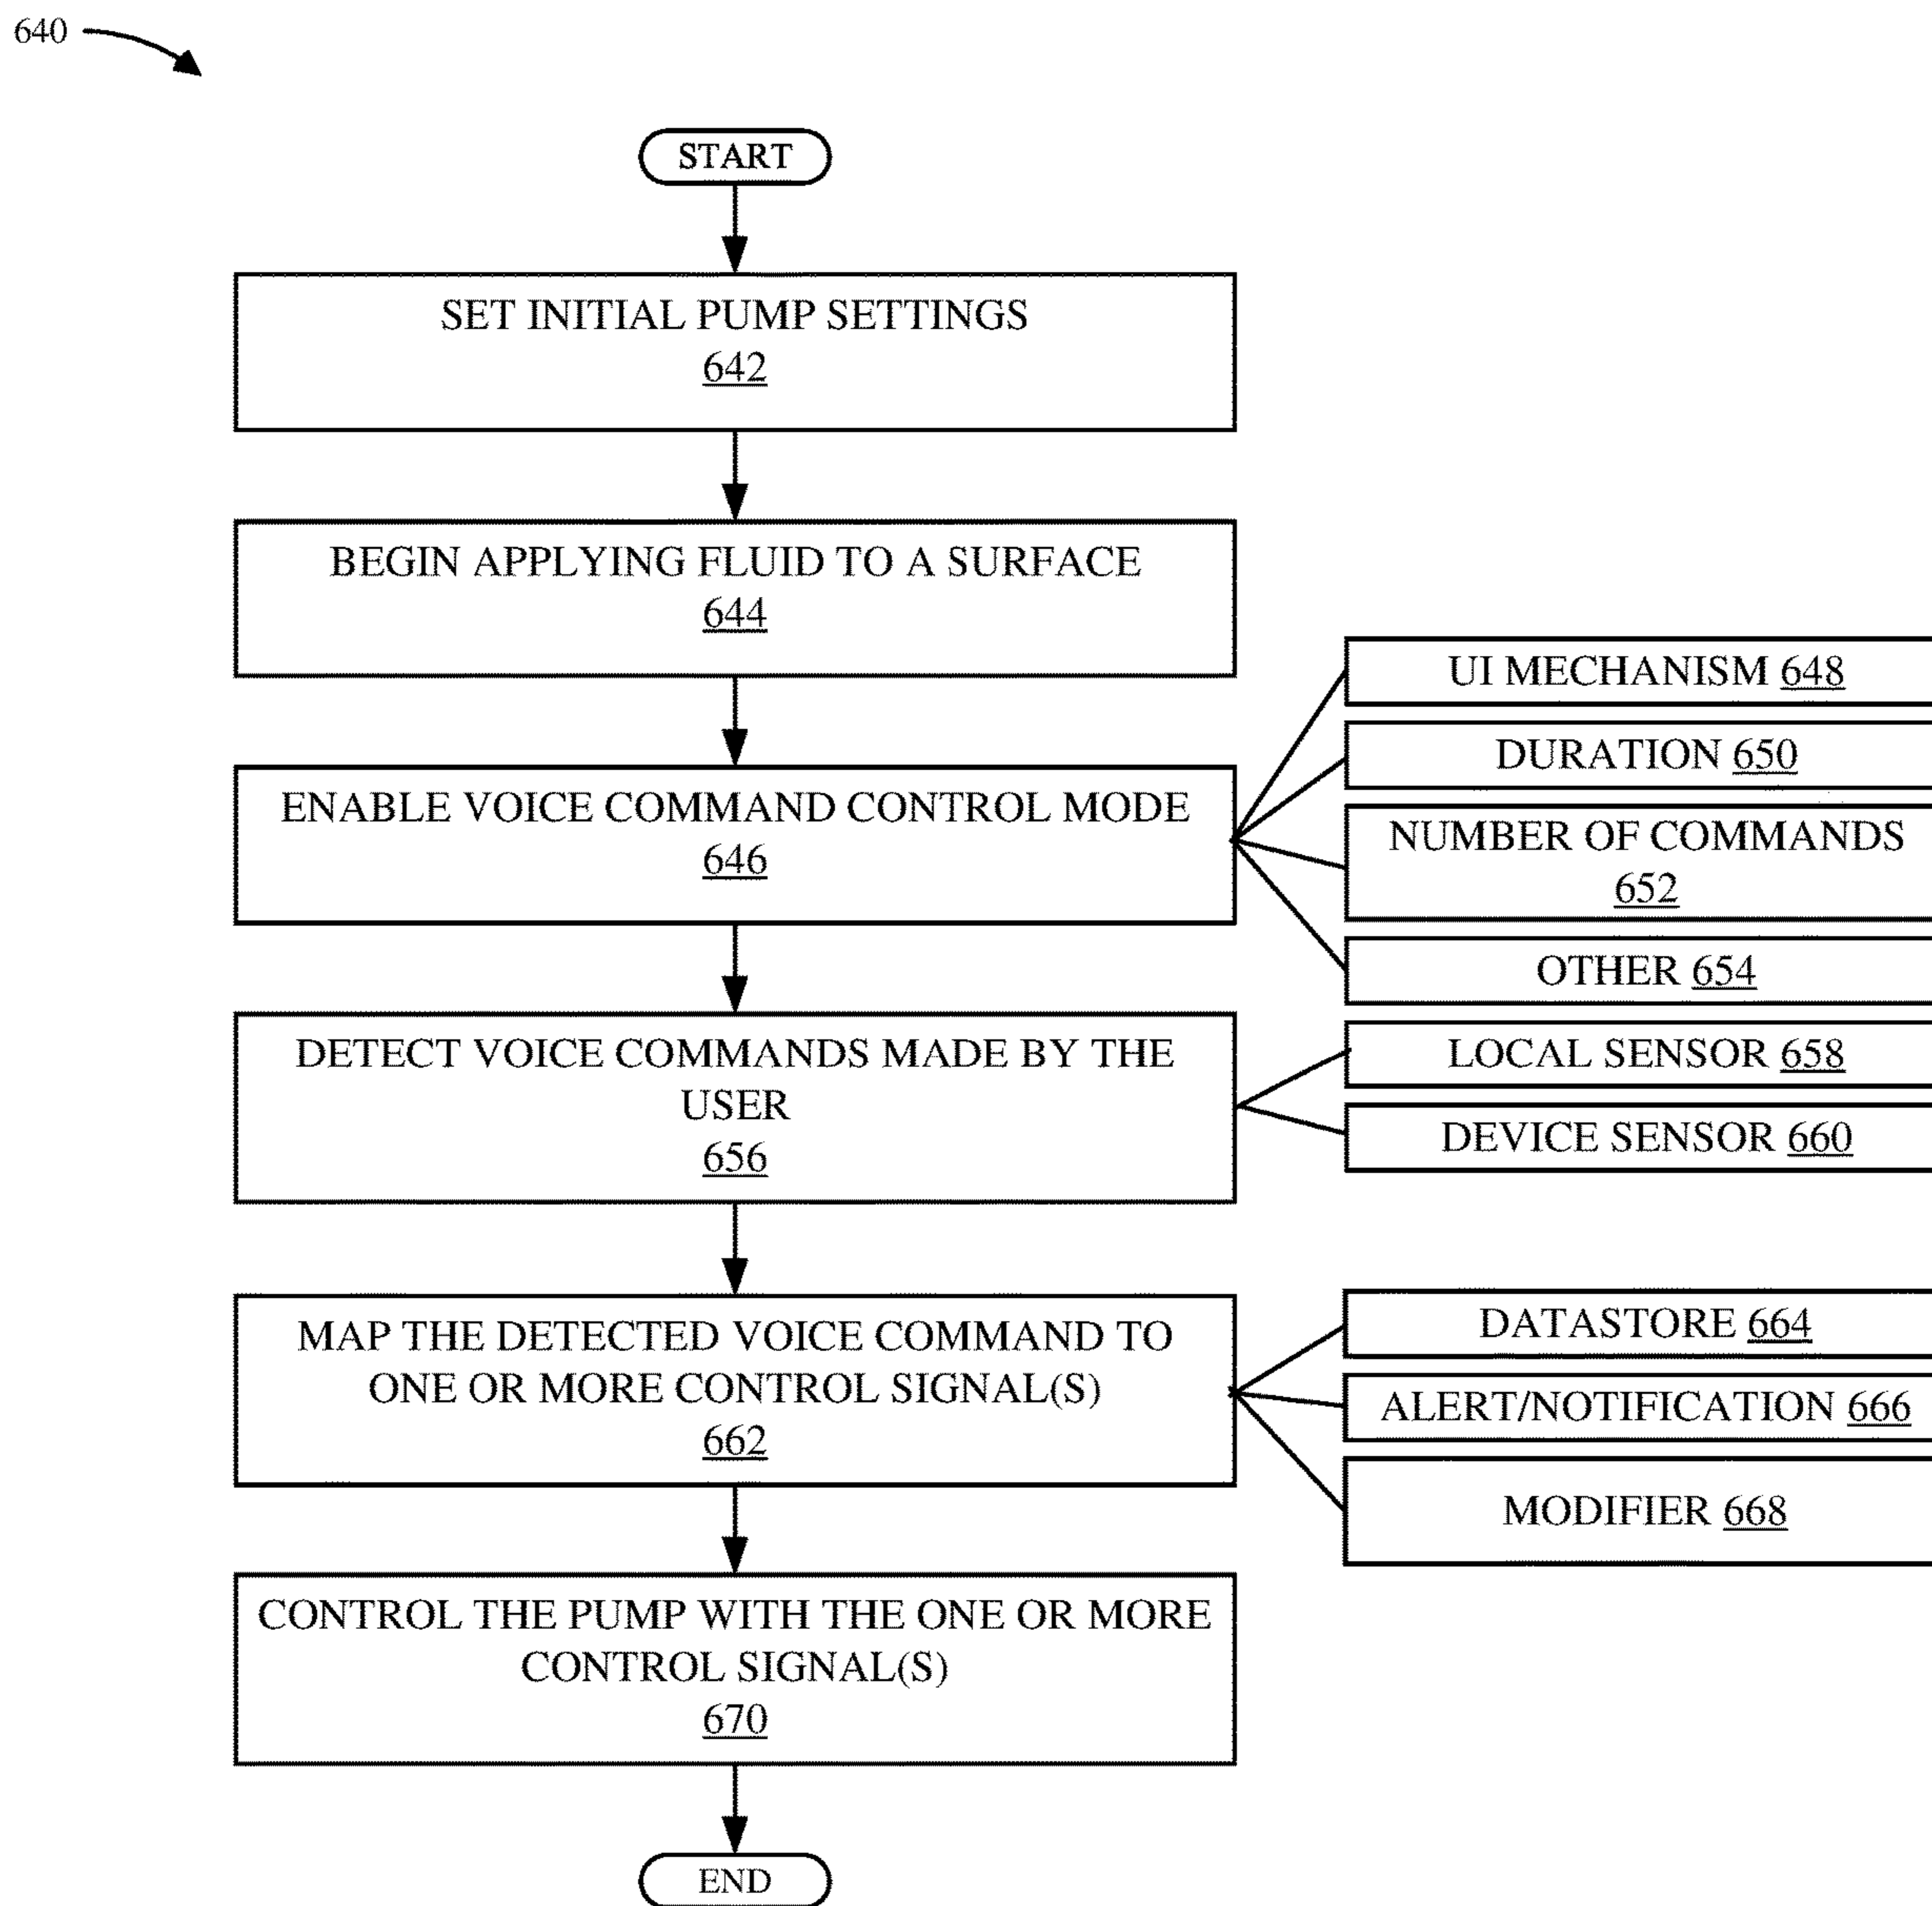 640
START
SET INITIAL PUMP SETTINGS
642
BEGIN APPLYING FLUID TO A SURFACE
644
ENABLE VOICE COMMAND CONTROL MODE
646
UI MECHANISM 648
DURATION 650
NUMBER OF COMMANDS
652
OTHER 654
DETECT VOICE COMMANDS MADE BY THE
USER
656
LOCAL SENSOR 658
DEVICE SENSOR 660
MAP THE DETECTED VOICE COMMAND TO
ONE OR MORE CONTROL SIGNAL(S)
662
DATASTORE 664
ALERT/NOTIFICATION 666
MODIFIER 668
CONTROL THE PUMP WITH THE ONE OR MORE
CONTROL SIGNAL(S)
670
END